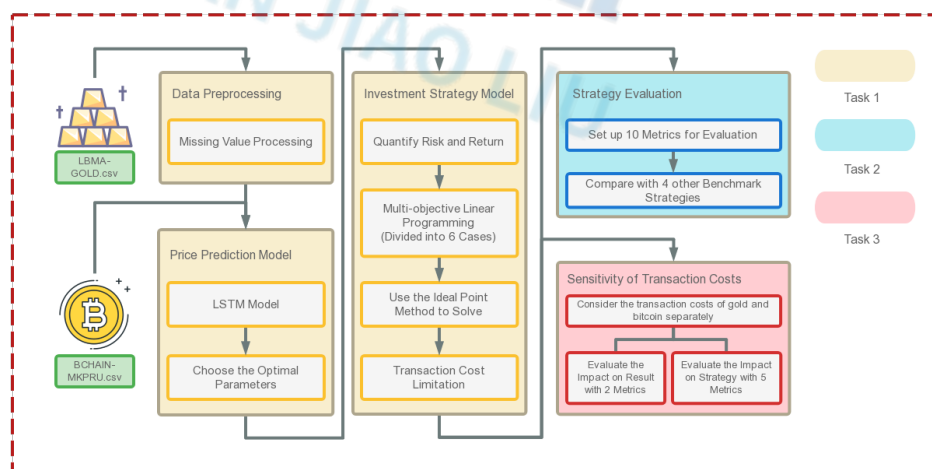 AN JIAO LIU
Data Preprocessing
Missing Value Processing
LBMA-
GOLD.csv
Price Prediction Model
LSTM Model
Choose the Optimal
Parameters
BCHAIN-
MKPRU.csv
Investment Strategy Model
Quantify Risk and Return
Multi-objective Linear
Programming
(Divided into 6 Cases)
Use the Ideal Point
Method to Solve
Transaction Cost
Limitation
Strategy Evaluation
Set up 10 Metrics for Evaluation
Compare with 4 other Benchmark
Strategies
Sensitivity of Transaction Costs
Consider the transaction costs of gold and
bitcoin separately
Evaluate the
Impact on Result
with 2 Metrics
Evaluate the Impact
on Strategy with 5
Metrics
Task 1
Task 2
Task 3